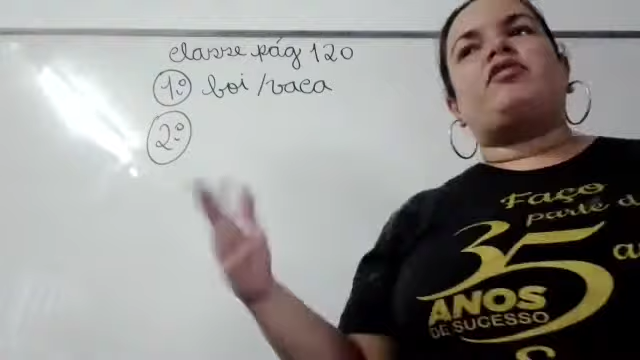 classe pág 120
1º boi /vaca
2º
Faço
parte d
35
ANOS
DE SUCESSO